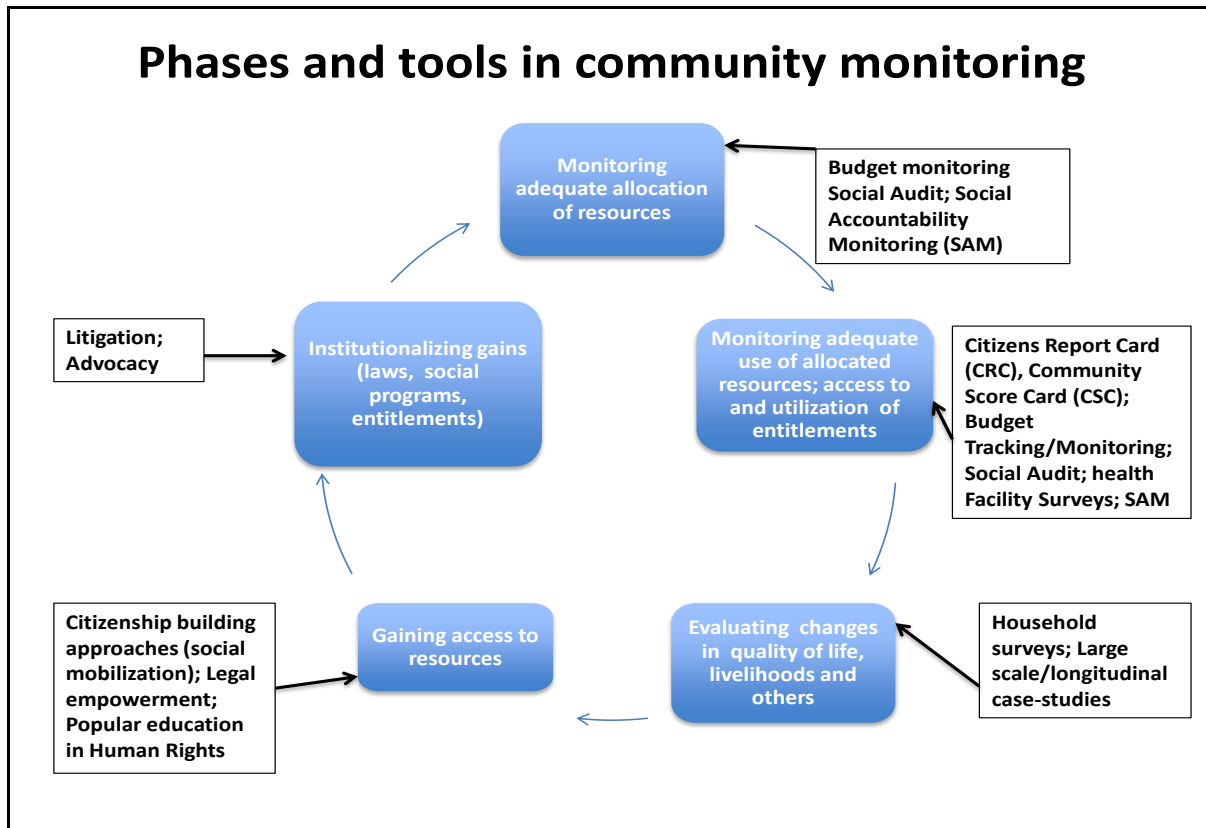 Phases and tools in community monitoring
Monitoring
adequate allocation
of resources
Budget monitoring
Social Audit; Social
Accountability
Monitoring (SAM)
Monitoring adequate
use of allocated
resources; access to
and utilization of
entitlements
Citizens Report Card
(CRC), Community
Score Card (CSC);
Budget
Tracking/Monitoring;
Social Audit; health
Facility Surveys; SAM
Evaluating changes
in quality of life,
livelihoods and
others
Household
surveys; Large
scale/longitudinal
case-studies
Gaining access to
resources
Citizenship building
approaches (social
mobilization); Legal
empowerment;
Popular education
in Human Rights
Institutionalizing gains
(laws, social
programs,
entitlements)
Litigation;
Advocacy